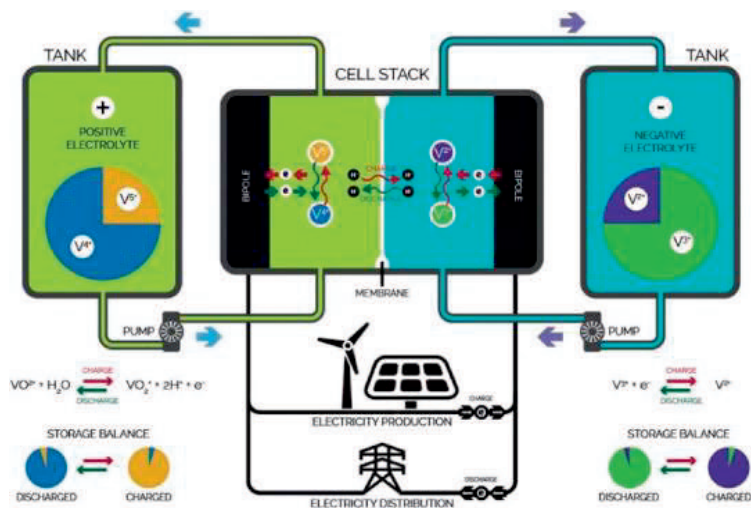 TANK
CELL STACK
TANK
+
POSITIVE
ELECTROLYTE
-
NEGATIVE
ELECTROLYTE
BIPOLE
BIPOLE
V⁵⁺
V⁴⁺
V²⁺
V³⁺
CHARGE
DISCHARGE
V²⁺
V⁴⁺
MEMBRANE
PUMP
PUMP
VO²⁺ + H₂O
CHARGE
DISCHARGE
VO₂⁺ + 2H⁺ + e⁻
V³⁺ + e⁻
CHARGE
DISCHARGE
V²⁺
CHARGE
ELECTRICITY PRODUCTION
STORAGE BALANCE
DISCHARGED
CHARGED
STORAGE BALANCE
DISCHARGED
CHARGED
DISCHARGE
ELECTRICITY DISTRIBUTION